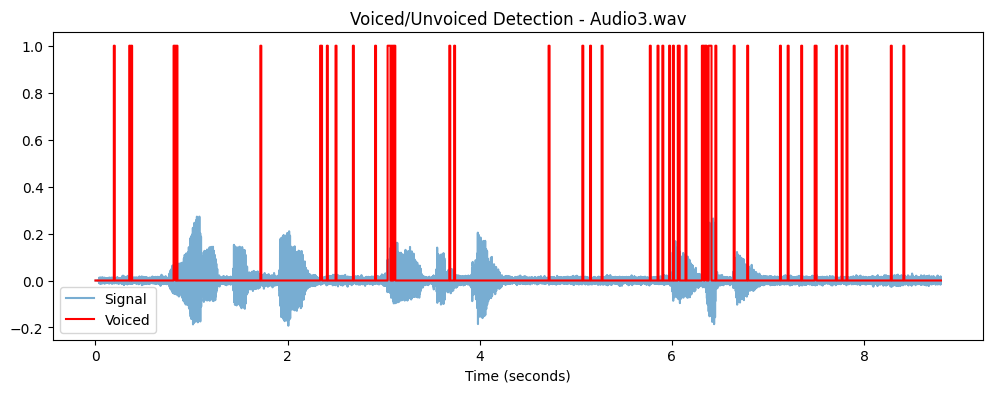 Voiced/Unvoiced Detection - Audio3.wav
1.0
0.8
0.6
0.4
0.2
0.0
−0.2
Signal
Voiced
0 2 4 6 8
Time (seconds)